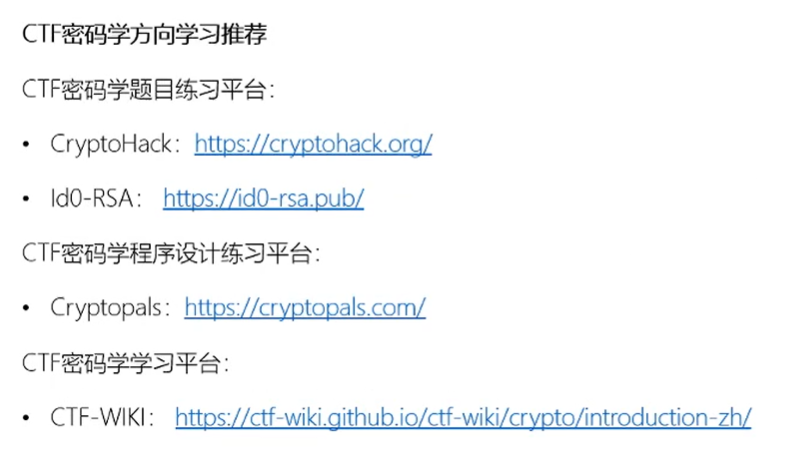 CTF密码学方向学习推荐
CTF密码学题目练习平台：
• CryptoHack：https://cryptohack.org/
• Id0-RSA： https://id0-rsa.pub/
CTF密码学程序设计练习平台：
• Cryptopals：https://cryptopals.com/
CTF密码学学习平台：
• CTF-WIKI： https://ctf-wiki.github.io/ctf-wiki/crypto/introduction-zh/